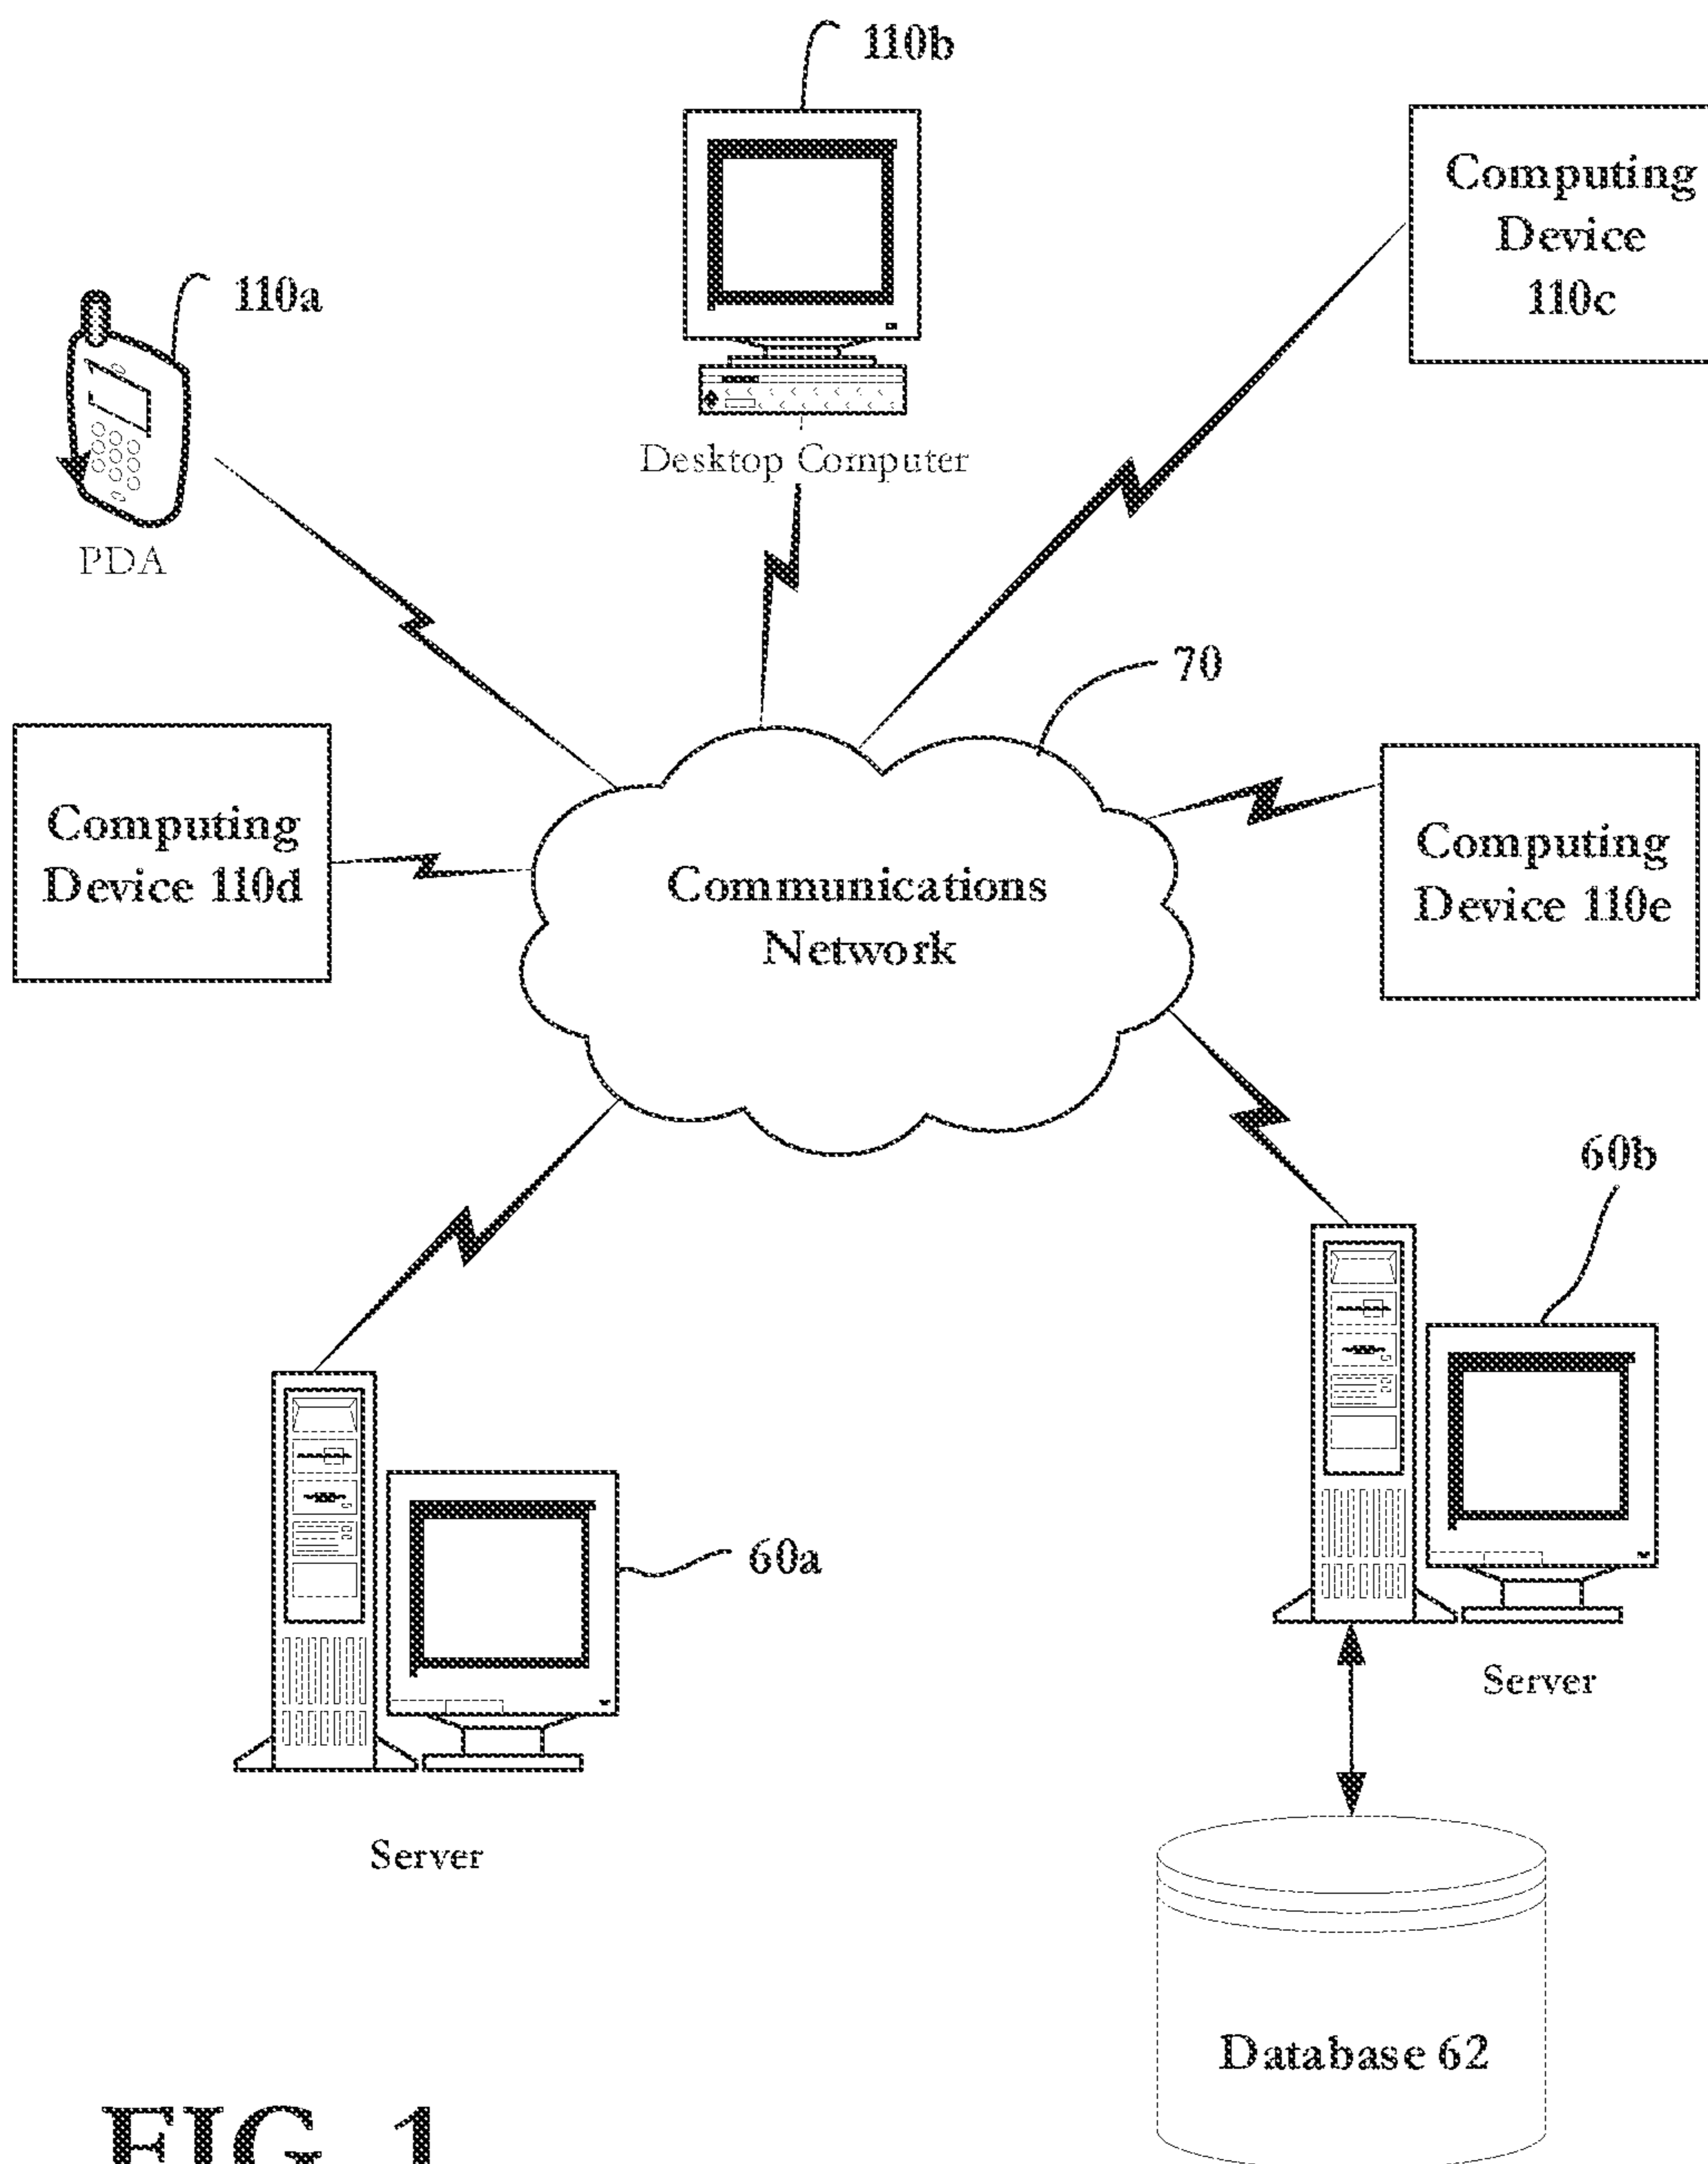 110b
Computing
Device
110c
110a
Desktop Computer
PDA
70
Computing
Device 110d
Communications
Network
Computing
Device 110e
60b
60a
Server
Server
Database 62
FIG. 1